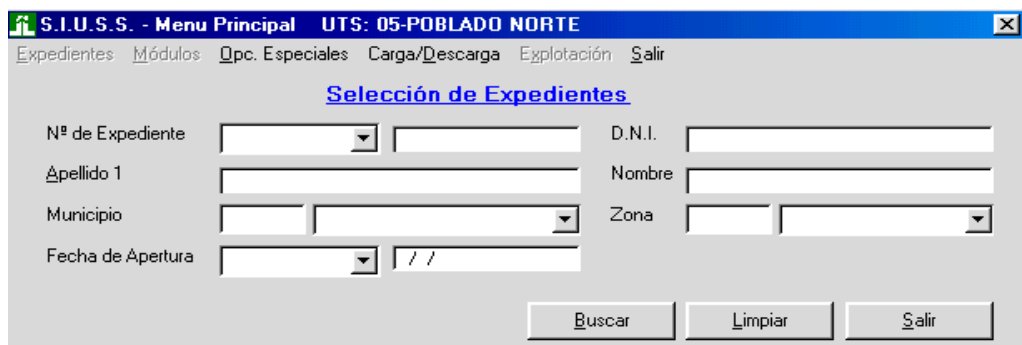 S.I.U.S.S. - Menu Principal UTS: 05-POBLADO NORTE
Expedientes Módulos Opc. Especiales Carga/Descarga Explotación Salir
Selección de Expedientes
Nº de Expediente D.N.I.
Apellido 1 Nombre
Municipio Zona
Fecha de Apertura / /
Buscar Limpiar Salir